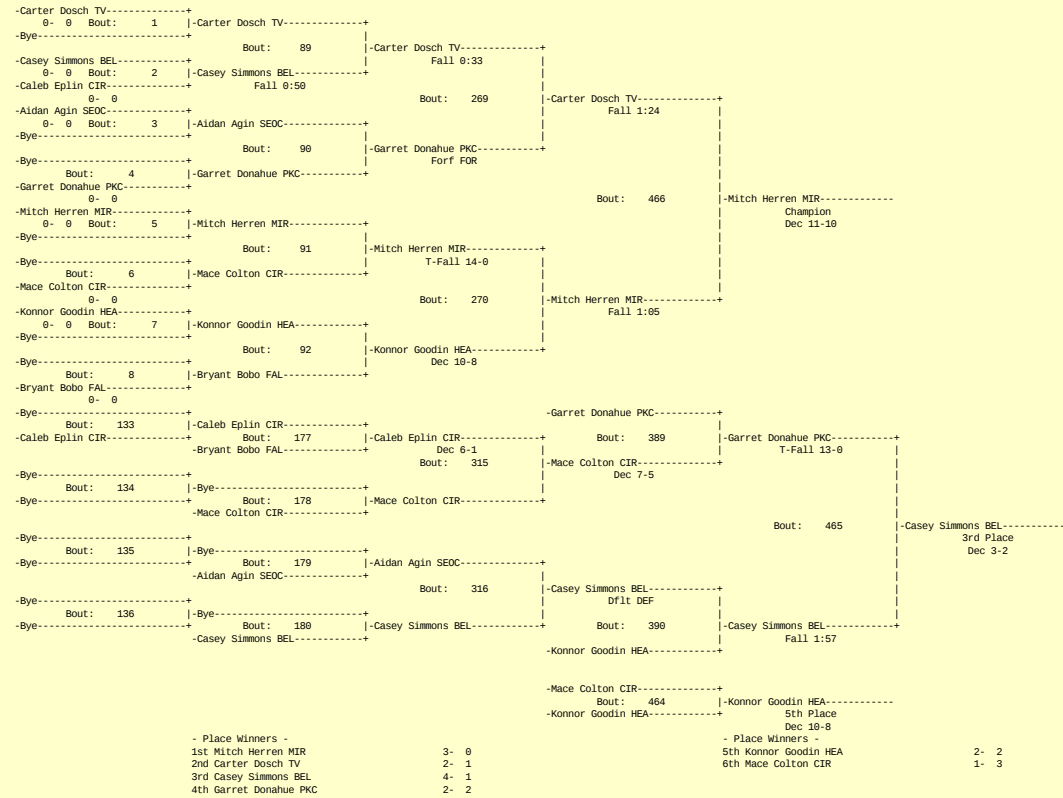 -Carter Dosch TV--------------+
0-  0   Bout:      1     |-Carter Dosch TV--------------+
-Bye--------------------------+                              |
Bout:     89     |-Carter Dosch TV--------------+
-Casey Simmons BEL------------+                              |          Fall 0:33               |
0-  0   Bout:      2     |-Casey Simmons BEL------------+                              |
-Caleb Eplin CIR--------------+          Fall 0:50                                              |
0-  0                                                          Bout:    269     |-Carter Dosch TV--------------+
-Aidan Agin SEOC--------------+                                                                 |          Fall 1:24               |
0-  0   Bout:      3     |-Aidan Agin SEOC--------------+                              |                              |
-Bye--------------------------+                              |                              |                              |
Bout:     90     |-Garret Donahue PKC-----------+                              |
-Bye--------------------------+                              |          Forf FOR                                              |
Bout:      4     |-Garret Donahue PKC-----------+                                                             |
-Garret Donahue PKC-----------+                                                                                            |
0-  0                                                                                          Bout:    466     |-Mitch Herren MIR-------------
-Mitch Herren MIR-------------+                                                                                            |          Champion
0-  0   Bout:      5     |-Mitch Herren MIR-------------+                                                             |          Dec 11-10
-Bye--------------------------+                              |                                                             |
Bout:     91     |-Mitch Herren MIR-------------+                              |
-Bye--------------------------+                              |          T-Fall 14-0             |                              |
Bout:      6     |-Mace Colton CIR--------------+                              |                              |
-Mace Colton CIR--------------+                                                             |                              |
0-  0                                                          Bout:    270     |-Mitch Herren MIR-------------+
-Konnor Goodin HEA------------+                                                             |          Fall 1:05
0-  0   Bout:      7     |-Konnor Goodin HEA------------+                              |
-Bye--------------------------+                              |                              |
Bout:     92     |-Konnor Goodin HEA------------+
-Bye--------------------------+                              |          Dec 10-8
Bout:      8     |-Bryant Bobo FAL--------------+
-Bryant Bobo FAL--------------+
0-  0
-Bye--------------------------+                                                             -Garret Donahue PKC-----------+
Bout:    133     |-Caleb Eplin CIR--------------+                                                             |
-Caleb Eplin CIR--------------+          Bout:    177     |-Caleb Eplin CIR--------------+          Bout:    389     |-Garret Donahue PKC-----------+
-Bryant Bobo FAL--------------+          Dec 6-1                 |                              |          T-Fall 13-0             |
Bout:    315     |-Mace Colton CIR--------------+                              |
-Bye--------------------------+                                                             |          Dec 7-5                                               |
Bout:    134     |-Bye--------------------------+                              |                                                             |
-Bye--------------------------+          Bout:    178     |-Mace Colton CIR--------------+                                                             |
-Mace Colton CIR--------------+                                                                                            |
Bout:    465     |-Casey Simmons BEL------------
-Bye--------------------------+                                                                                                                           |          3rd Place
Bout:    135     |-Bye--------------------------+                                                                                            |          Dec 3-2
-Bye--------------------------+          Bout:    179     |-Aidan Agin SEOC--------------+                                                             |
-Aidan Agin SEOC--------------+                              |                                                             |
Bout:    316     |-Casey Simmons BEL------------+                              |
-Bye--------------------------+                                                             |          Dflt DEF                |                              |
Bout:    136     |-Bye--------------------------+                              |                              |                              |
-Bye--------------------------+          Bout:    180     |-Casey Simmons BEL------------+          Bout:    390     |-Casey Simmons BEL------------+
-Casey Simmons BEL------------+                                                             |          Fall 1:57
-Konnor Goodin HEA------------+
-Mace Colton CIR--------------+
Bout:    464     |-Konnor Goodin HEA------------
-Konnor Goodin HEA------------+          5th Place
Dec 10-8
- Place Winners -                                                                            - Place Winners -
1st Mitch Herren MIR                        3-  0                                            5th Konnor Goodin HEA                       2-  2
2nd Carter Dosch TV                         2-  1                                            6th Mace Colton CIR                         1-  3
3rd Casey Simmons BEL                       4-  1
4th Garret Donahue PKC                      2-  2